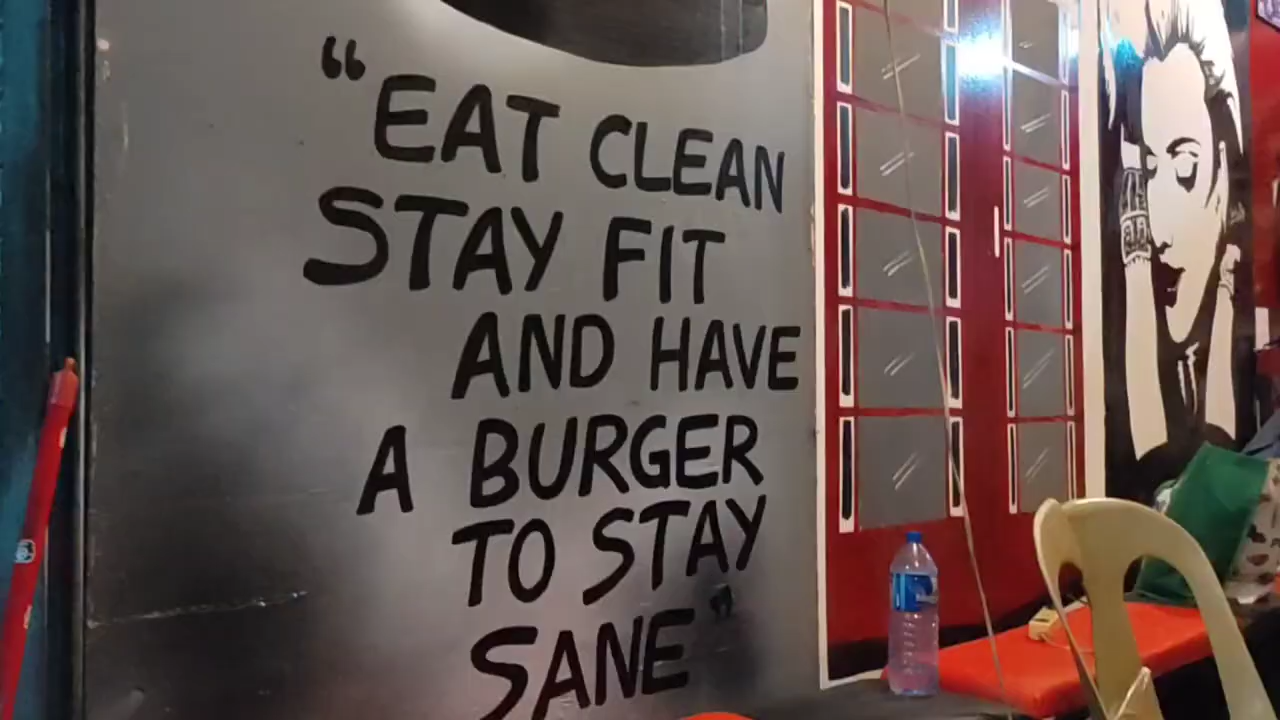 "EAT CLEAN
STAY FIT
AND HAVE
A BURGER
TO STAY
SANE"